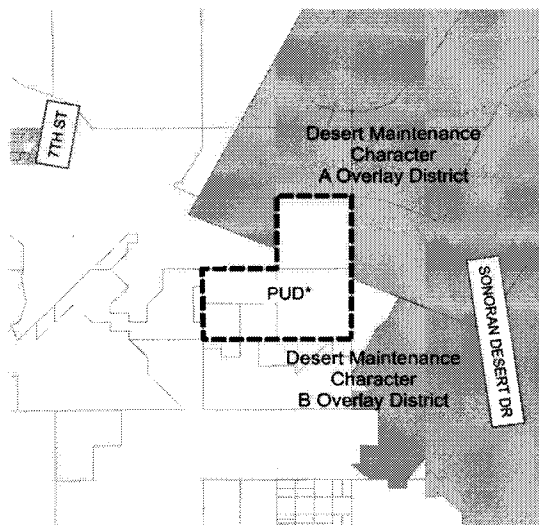 7TH ST
Desert Maintenance
Character
A Overlay District
PUD*
SONORAN DESERT DR
Desert Maintenance
Character
B Overlay District